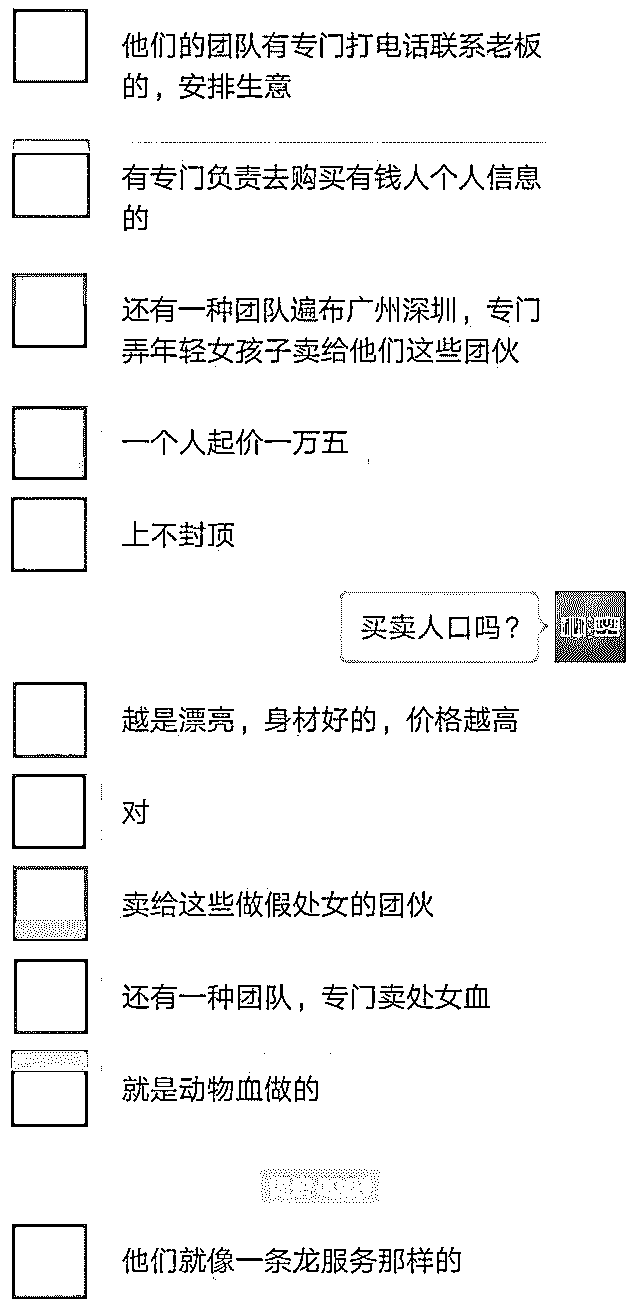 他们的团队有专门打电话联系老板
的，安排生意
有专门负责去购买有钱人个人信息
的
还有一种团队遍布广州深圳，专门
弄年轻女孩子卖给他们这些团伙
一个人起价一万五
上不封顶
买卖人口吗？
越是漂亮，身材好的，价格越高
对
卖给这些做假处女的团伙
还有一种团队，专门卖处女血
就是动物血做的
他们就像一条龙服务那样的